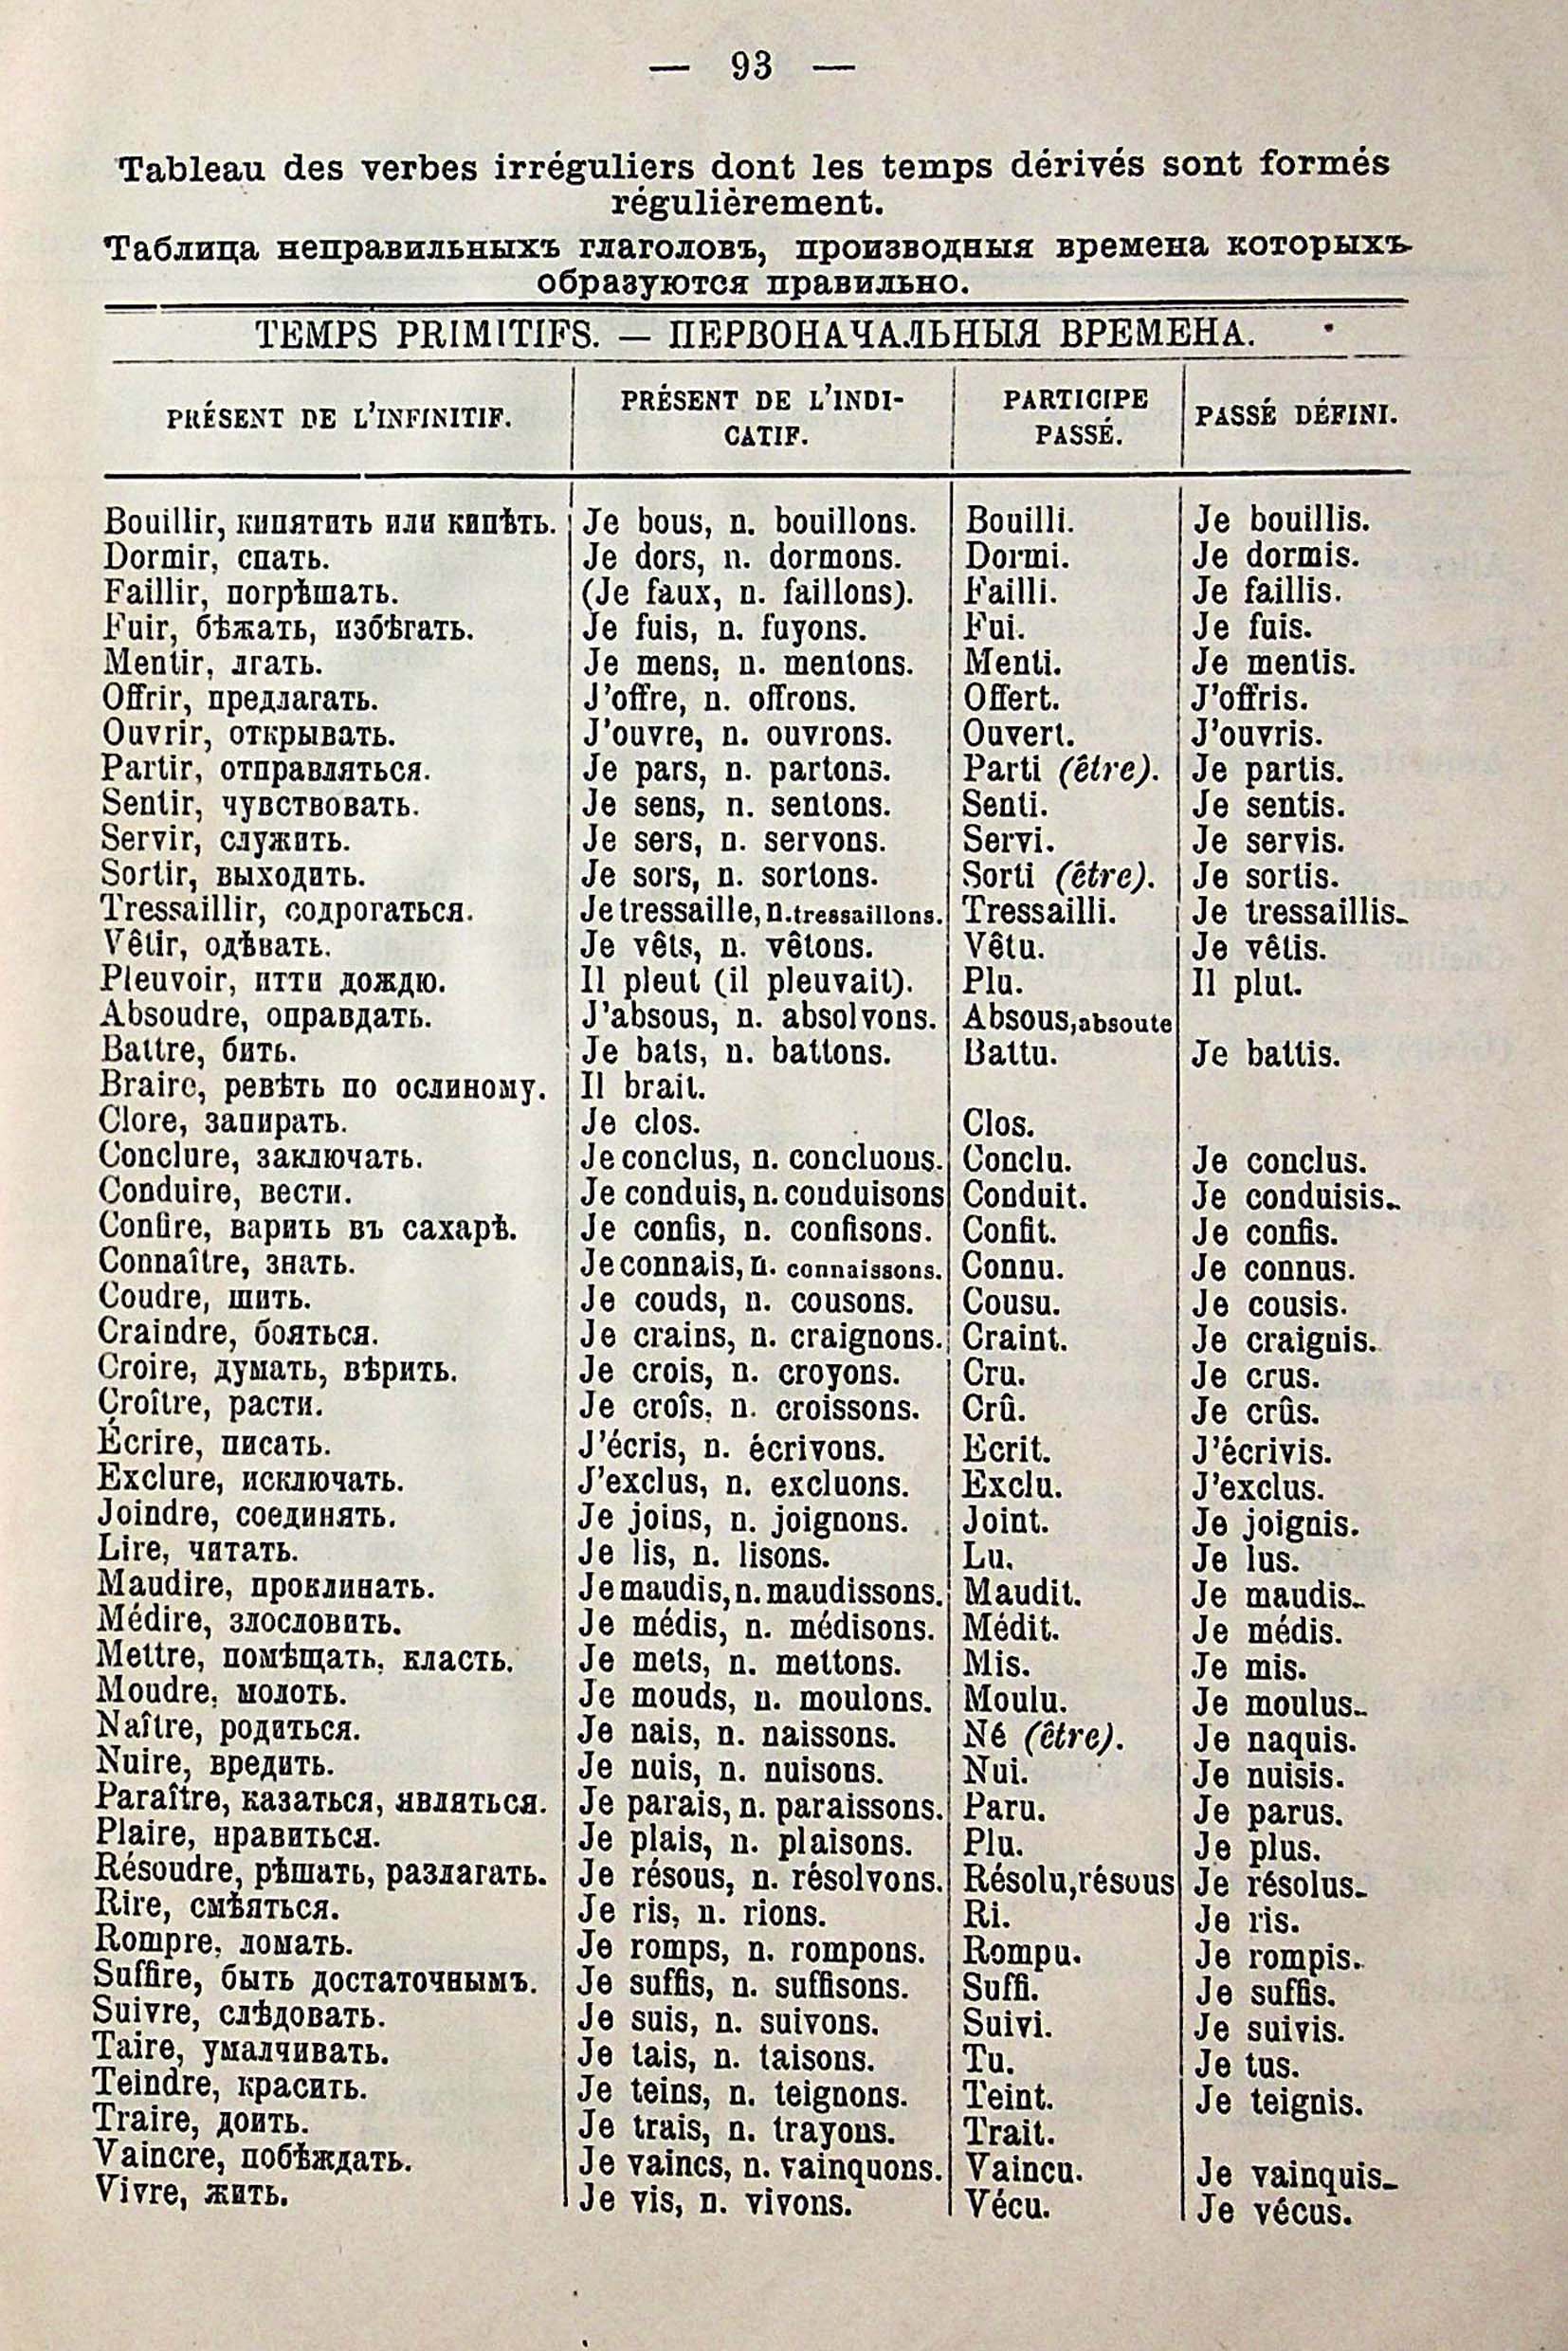 — 93 —
Tableau des verbes irréguliers dont les temps dérivés sont formés
régulièrement.
Таблица неправильныхъ глаголовъ, производныя времена которыхъ
образуются правильно.
TEMPS PRIMITIFS. — ПЕРВОНАЧАЛЬНЫЯ ВРЕМЕНА.
PRÉSENT DE L'INFINITIF. PRÉSENT DE L'INDI-CATIF. PARTICIPE PASSÉ. PASSÉ DÉFINI.
Bouillir, кипятить или кипѣть. Je bous, n. bouillons. Bouilli. Je bouillis.
Dormir, спать. Je dors, n. dormons. Dormi. Je dormis.
Faillir, погрѣшать. (Je faux, n. faillons). Failli. Je faillis.
Fuir, бѣжать, избѣгать. Je fuis, n. fuyons. Fui. Je fuis.
Mentir, лгать. Je mens, n. mentons. Menti. Je mentis.
Offrir, предлагать. J'offre, n. offrons. Offert. J'offris.
Ouvrir, открывать. J'ouvre, n. ouvrons. Ouvert. J'ouvris.
Partir, отправляться. Je pars, n. partons. Parti (être). Je partis.
Sentir, чувствовать. Je sens, n. sentons. Senti. Je sentis.
Servir, служить. Je sers, n. servons. Servi. Je servis.
Sortir, выходить. Je sors, n. sortons. Sorti (être). Je sortis.
Tressaillir, содрогаться. Je tressaille, n. tressaillons. Tressailli. Je tressaillis.
Vêtir, одѣвать. Je vêts, n. vêtons. Vêtu. Je vêtis.
Pleuvoir, итти дождю. Il pleut (il pleuvait). Plu. Il plut.
Absoudre, оправдать. J'absous, n. absolvons. Absous, absoute
Battre, бить. Je bats, n. battons. Battu. Je battis.
Braire, ревѣть по ослиному. Il brait.
Clore, запирать. Je clos. Clos.
Conclure, заключать. Je conclus, n. concluons. Conclu. Je conclus.
Conduire, вести. Je conduis, n. conduisons Conduit. Je conduisis.
Confire, варить въ сахарѣ. Je confis, n. confisons. Confit. Je confis.
Connaître, знать. Je connais, n. connaissons. Connu. Je connus.
Coudre, шить. Je couds, n. cousons. Cousu. Je cousis.
Craindre, бояться. Je crains, n. craignons. Craint. Je craignis.
Croire, думать, вѣрить. Je crois, n. croyons. Cru. Je crus.
Croître, расти. Je croîs, n. croissons. Crû. Je crûs.
Écrire, писать. J'écris, n. écrivons. Ecrit. J'écrivis.
Exclure, исключать. J'exclus, n. excluons. Exclu. J'exclus.
Joindre, соединять. Je joins, n. joignons. Joint. Je joignis.
Lire, читать. Je lis, n. lisons. Lu. Je lus.
Maudire, проклинать. Je maudis, n. maudissons. Maudit. Je maudis.
Médire, злословить. Je médis, n. médisons. Médit. Je médis.
Mettre, помѣщать, класть. Je mets, n. mettons. Mis. Je mis.
Moudre, молоть. Je mouds, n. moulons. Moulu. Je moulus.
Naître, родиться. Je nais, n. naissons. Né (être). Je naquis.
Nuire, вредить. Je nuis, n. nuisons. Nui. Je nuisis.
Paraître, казаться, являться. Je parais, n. paraissons. Paru. Je parus.
Plaire, нравиться. Je plais, n. plaisons. Plu. Je plus.
Résoudre, рѣшать, разлагать. Je résous, n. résolvons. Résolu, résous Je résolus.
Rire, смѣяться. Je ris, n. rions. Ri. Je ris.
Rompre, ломать. Je romps, n. rompons. Rompu. Je rompis.
Suffire, быть достаточнымъ. Je suffis, n. suffisons. Suffi. Je suffis.
Suivre, слѣдовать. Je suis, n. suivons. Suivi. Je suivis.
Taire, умалчивать. Je tais, n. taisons. Tu. Je tus.
Teindre, красить. Je teins, n. teignons. Teint. Je teignis.
Traire, доить. Je trais, n. trayons. Trait.
Vaincre, побѣждать. Je vaincs, n. vainquons. Vaincu. Je vainquis.
Vivre, жить. Je vis, n. vivons. Vécu. Je vécus.